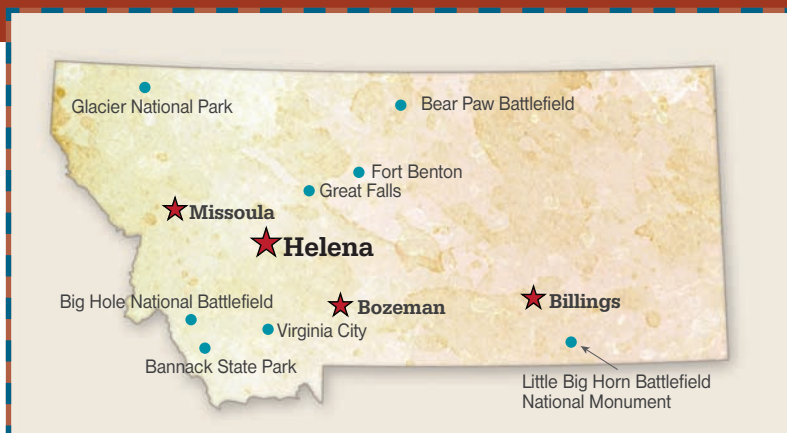 Glacier National Park
Bear Paw Battlefield
Fort Benton
Great Falls
Missoula
Helena
Big Hole National Battlefield
Bozeman
Billings
Virginia City
Bannack State Park
Little Big Horn Battlefield
National Monument